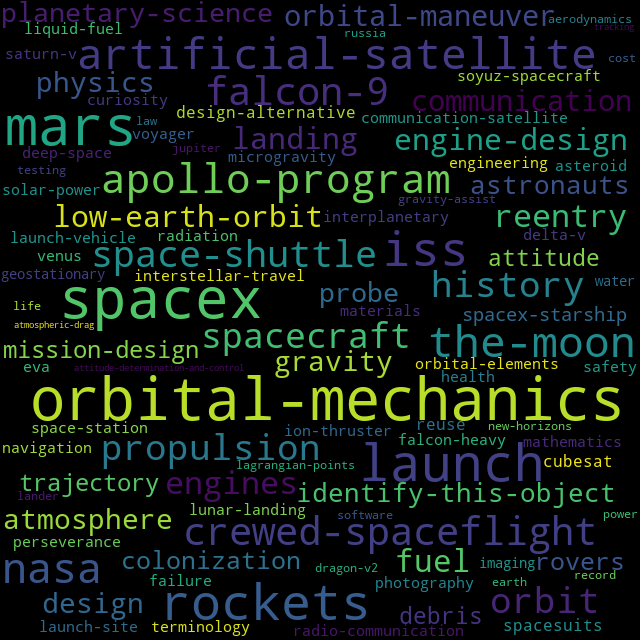 planetary-science
orbital-maneuver
aerodynamics
tracking
liquid-fuel
russia
saturn-v
artificial-satellite
cost
physics
falcon-9
soyuz-spacecraft
curiosity
communication
mars
law
design-alternative
communication-satellite
voyager
landing
engine-design
deep-space
jupiter
microgravity
engineering
asteroid
testing
solar-power
apollo-program
astronauts
gravity-assist
low-earth-orbit
interplanetary
reentry
launch-vehicle
radiation
delta-v
venus
space-shuttle
iss
attitude
geostationary
interstellar-travel
history
water
life
spacex
probe
materials
spacex-starship
atmospheric-drag
mission-design
spacecraft
the-moon
eva
attitude-determination-and-control
gravity
orbital-elements
health
safety
orbital-mechanics
space-station
ion-thruster
reuse
new-horizons
navigation
propulsion
falcon-heavy
mathematics
lagrangian-points
launch
cubesat
trajectory
engines
identify-this-object
lander
lunar-landing
software
power
atmosphere
crewed-spaceflight
perseverance
nasa
colonization
fuel
imaging
rovers
failure
dragon-v2
photography
earth
record
design
rockets
debris
orbit
launch-site
terminology
radio-communication
spacesuits